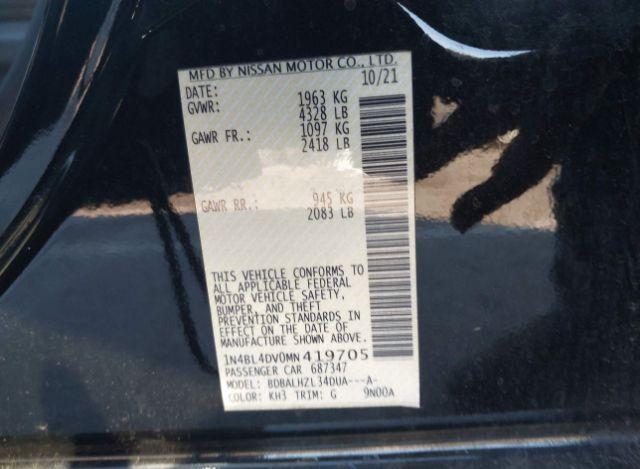 MFD BY NISSAN MOTOR CO., LTD.
DATE: 10/21
GVWR: 1963 KG
4328 LB
GAWR FR.: 1097 KG
2418 LB
GAWR RR.: 945 KG
2083 LB
THIS VEHICLE CONFORMS TO
ALL APPLICABLE FEDERAL
MOTOR VEHICLE SAFETY,
BUMPER, AND THEFT
PREVENTION STANDARDS IN
EFFECT ON THE DATE OF
MANUFACTURE SHOWN ABOVE.
1N4BL4DV0MN419705
PASSENGER CAR 687347
MODEL: BDBALHZL34DUA---A-
COLOR: KH3 TRIM: G 9N00A